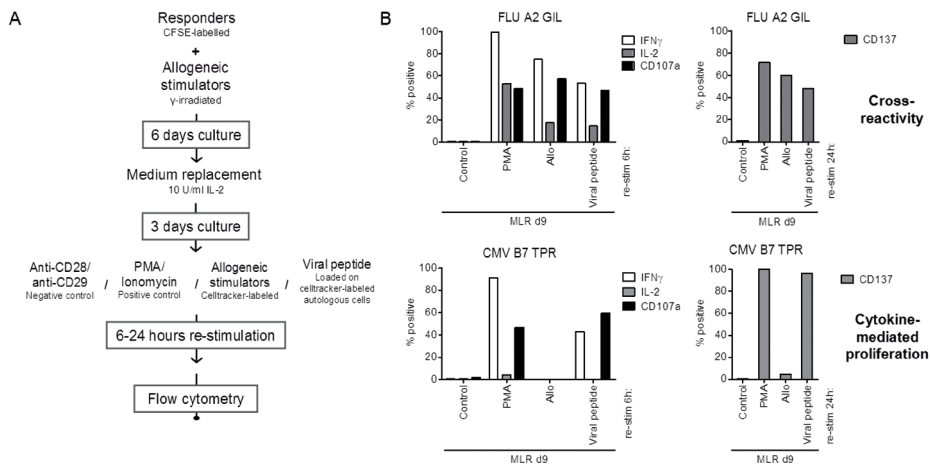 A
Responders
CFSE-labelled
+
Allogeneic
stimulators
γ-irradiated
6 days culture
Medium replacement
10 U/ml IL-2
3 days culture
Anti-CD28/
anti-CD29
Negative control
/
PMA/
Ionomycin
Positive control
/
Allogeneic
stimulators
Celltracker-labeled
/
Viral peptide
Loaded on
celltracker-labeled
autologous cells
6-24 hours re-stimulation
Flow cytometry
B
FLU A2 GIL
% positive
100
80
60
40
20
0
IFNγ
IL-2
CD107a
Control
PMA
Allo
Viral peptide
re-stim 6h:
MLR d9
FLU A2 GIL
% positive
100
80
60
40
20
0
CD137
Control
PMA
Allo
Viral peptide
re-stim 24h:
MLR d9
Cross-
reactivity
CMV B7 TPR
% positive
100
80
60
40
20
0
IFNγ
IL-2
CD107a
Control
PMA
Allo
Viral peptide
re-stim 6h:
MLR d9
CMV B7 TPR
% positive
100
80
60
40
20
0
CD137
Control
PMA
Allo
Viral peptide
re-stim 24h:
MLR d9
Cytokine-
mediated
proliferation